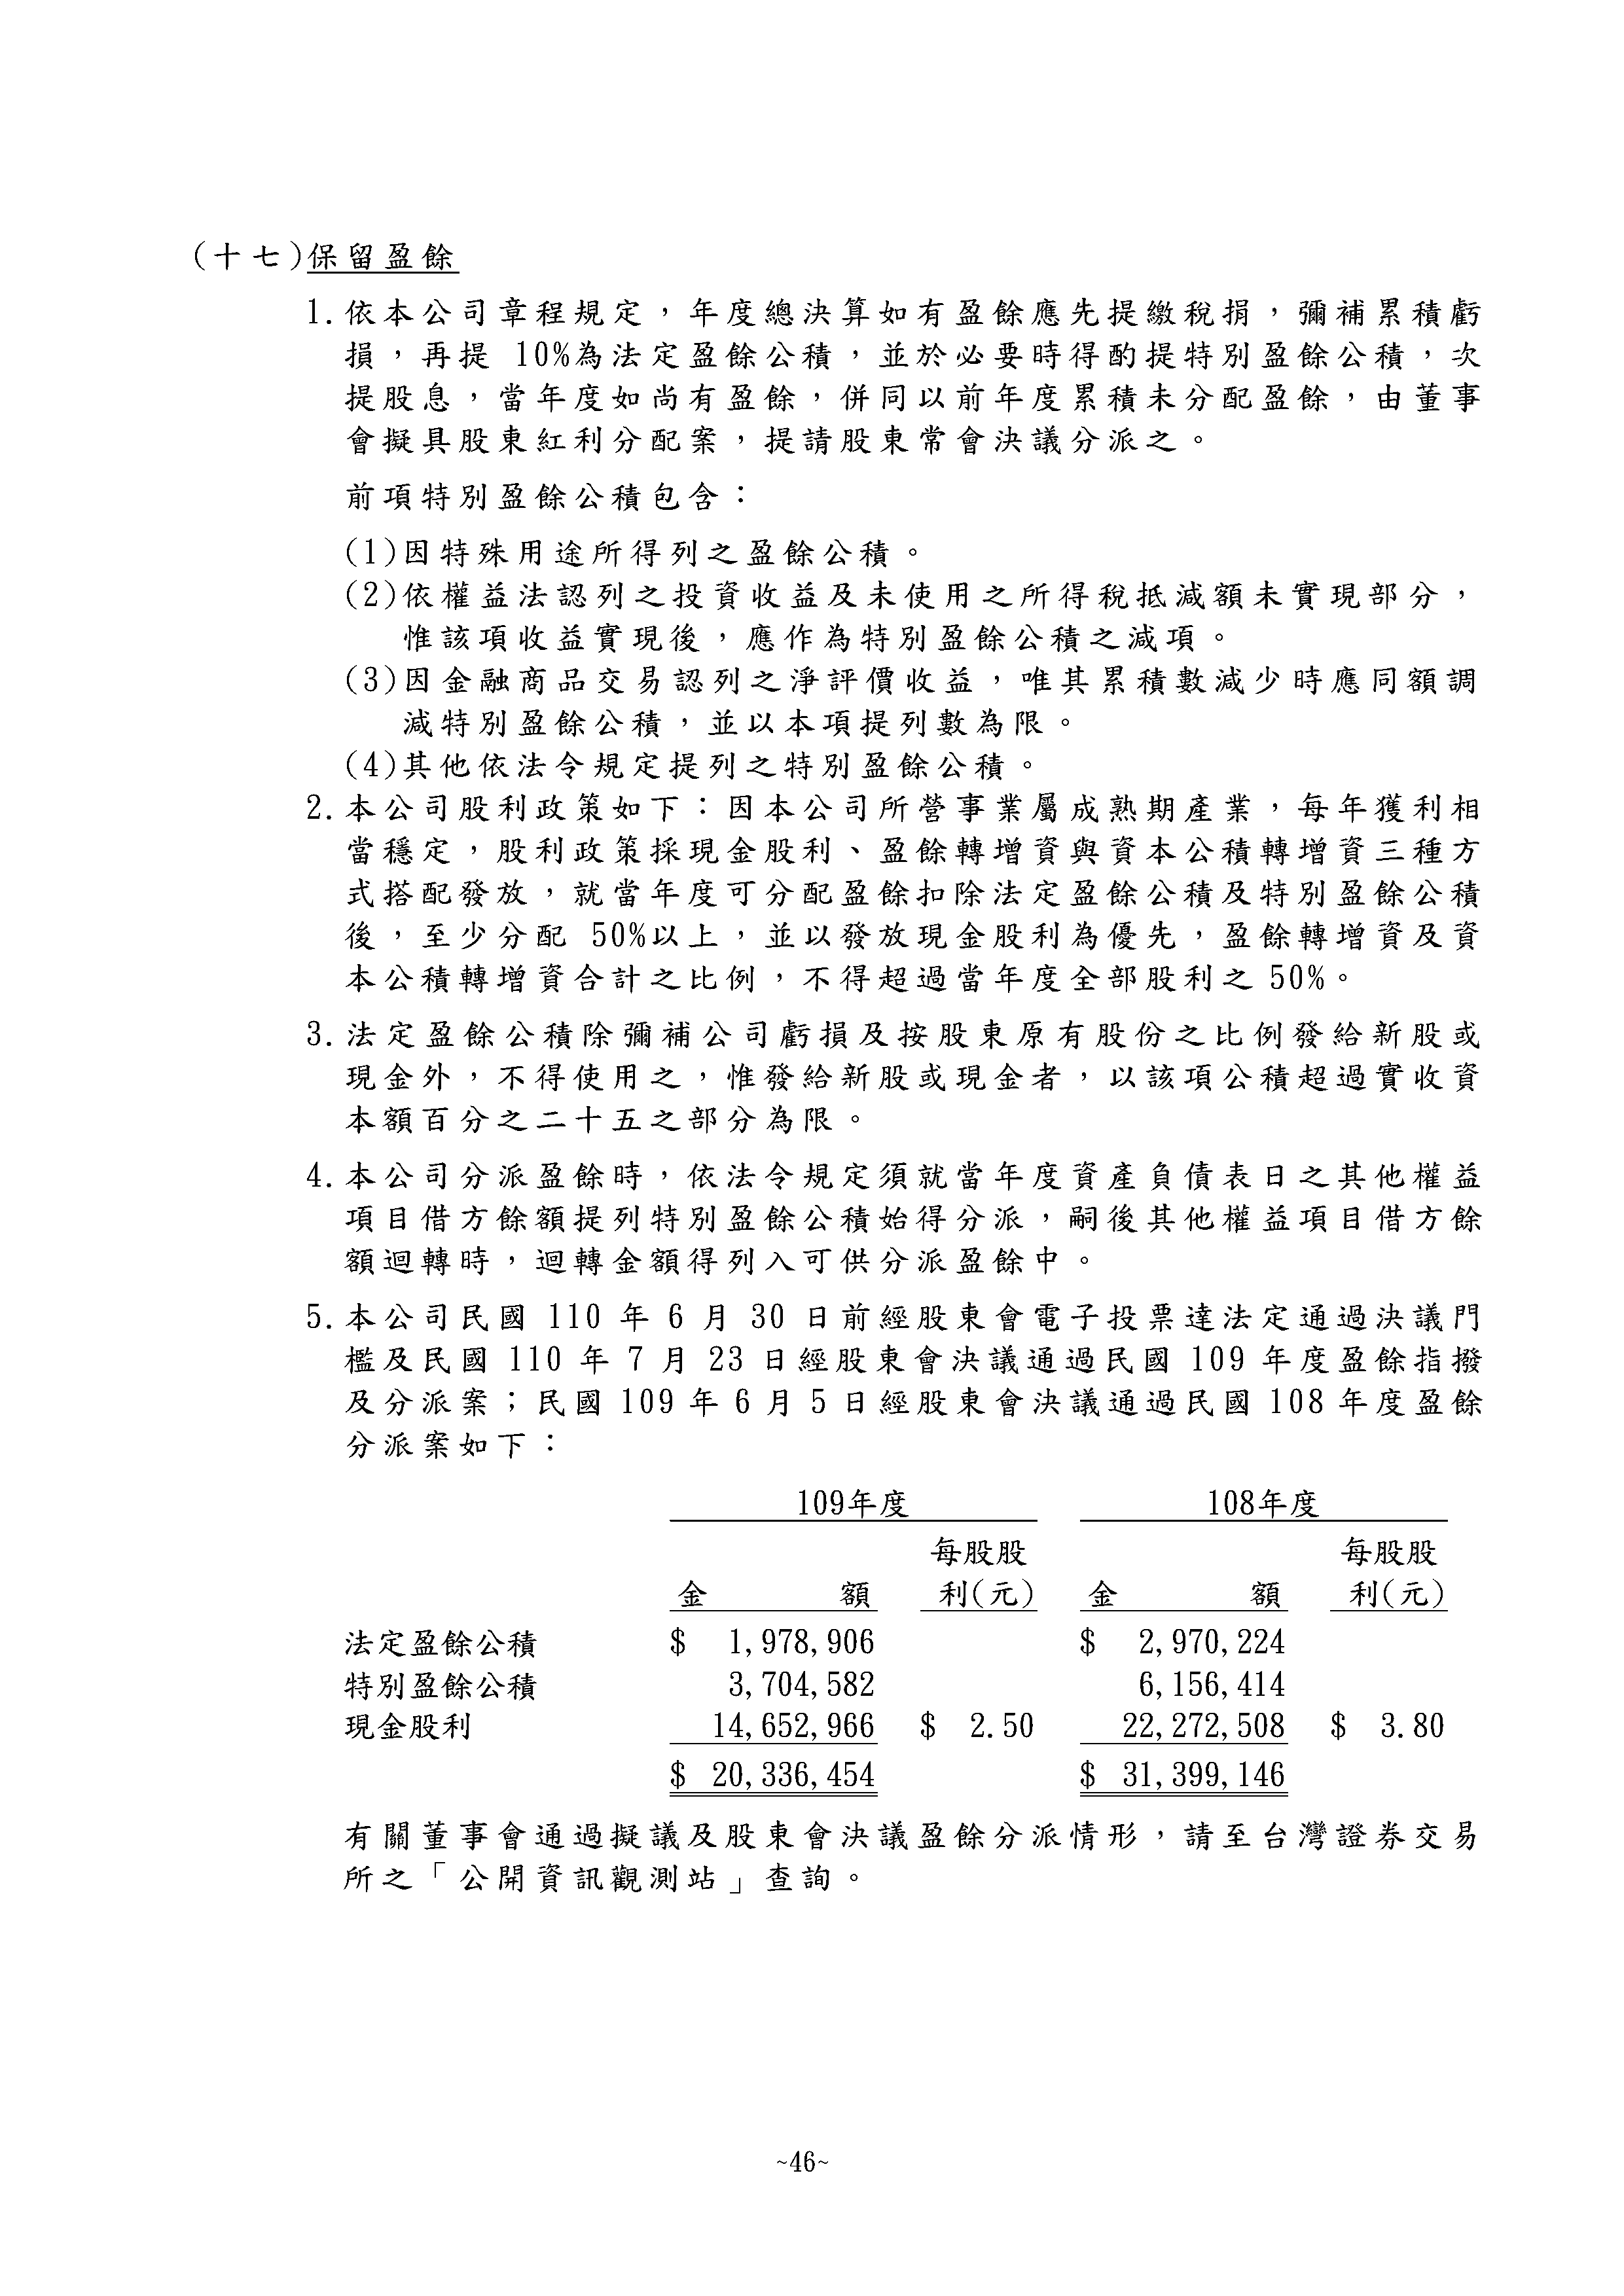 (十七)保留盈餘
1.依本公司章程規定，年度總決算如有盈餘應先提繳稅捐，彌補累積虧
損，再提 10%為法定盈餘公積，並於必要時得酌提特別盈餘公積，次
提股息，當年度如尚有盈餘，併同以前年度累積未分配盈餘，由董事
會擬具股東紅利分配案，提請股東常會決議分派之。
前項特別盈餘公積包含：
(1)因特殊用途所得列之盈餘公積。
(2)依權益法認列之投資收益及未使用之所得稅抵減額未實現部分，
惟該項收益實現後，應作為特別盈餘公積之減項。
(3)因金融商品交易認列之淨評價收益，唯其累積數減少時應同額調
減特別盈餘公積，並以本項提列數為限。
(4)其他依法令規定提列之特別盈餘公積。
2.本公司股利政策如下：因本公司所營事業屬成熟期產業，每年獲利相
當穩定，股利政策採現金股利、盈餘轉增資與資本公積轉增資三種方
式搭配發放，就當年度可分配盈餘扣除法定盈餘公積及特別盈餘公積
後，至少分配 50%以上，並以發放現金股利為優先，盈餘轉增資及資
本公積轉增資合計之比例，不得超過當年度全部股利之 50%。
3.法定盈餘公積除彌補公司虧損及按股東原有股份之比例發給新股或
現金外，不得使用之，惟發給新股或現金者，以該項公積超過實收資
本額百分之二十五之部分為限。
4.本公司分派盈餘時，依法令規定須就當年度資產負債表日之其他權益
項目借方餘額提列特別盈餘公積始得分派，嗣後其他權益項目借方餘
額迴轉時，迴轉金額得列入可供分派盈餘中。
5.本公司民國 110 年 6 月 30 日前經股東會電子投票達法定通過決議門
檻及民國 110 年 7 月 23 日經股東會決議通過民國 109 年度盈餘指撥
及分派案；民國 109 年 6 月 5 日經股東會決議通過民國 108 年度盈餘
分派案如下：
109年度 108年度
每股股 每股股
金 額 利(元) 金 額 利(元)
法定盈餘公積 $ 1,978,906 $ 2,970,224
特別盈餘公積 3,704,582 6,156,414
現金股利 14,652,966 $ 2.50 22,272,508 $ 3.80
$ 20,336,454 $ 31,399,146
有關董事會通過擬議及股東會決議盈餘分派情形，請至台灣證券交易
所之「公開資訊觀測站」查詢。
~46~